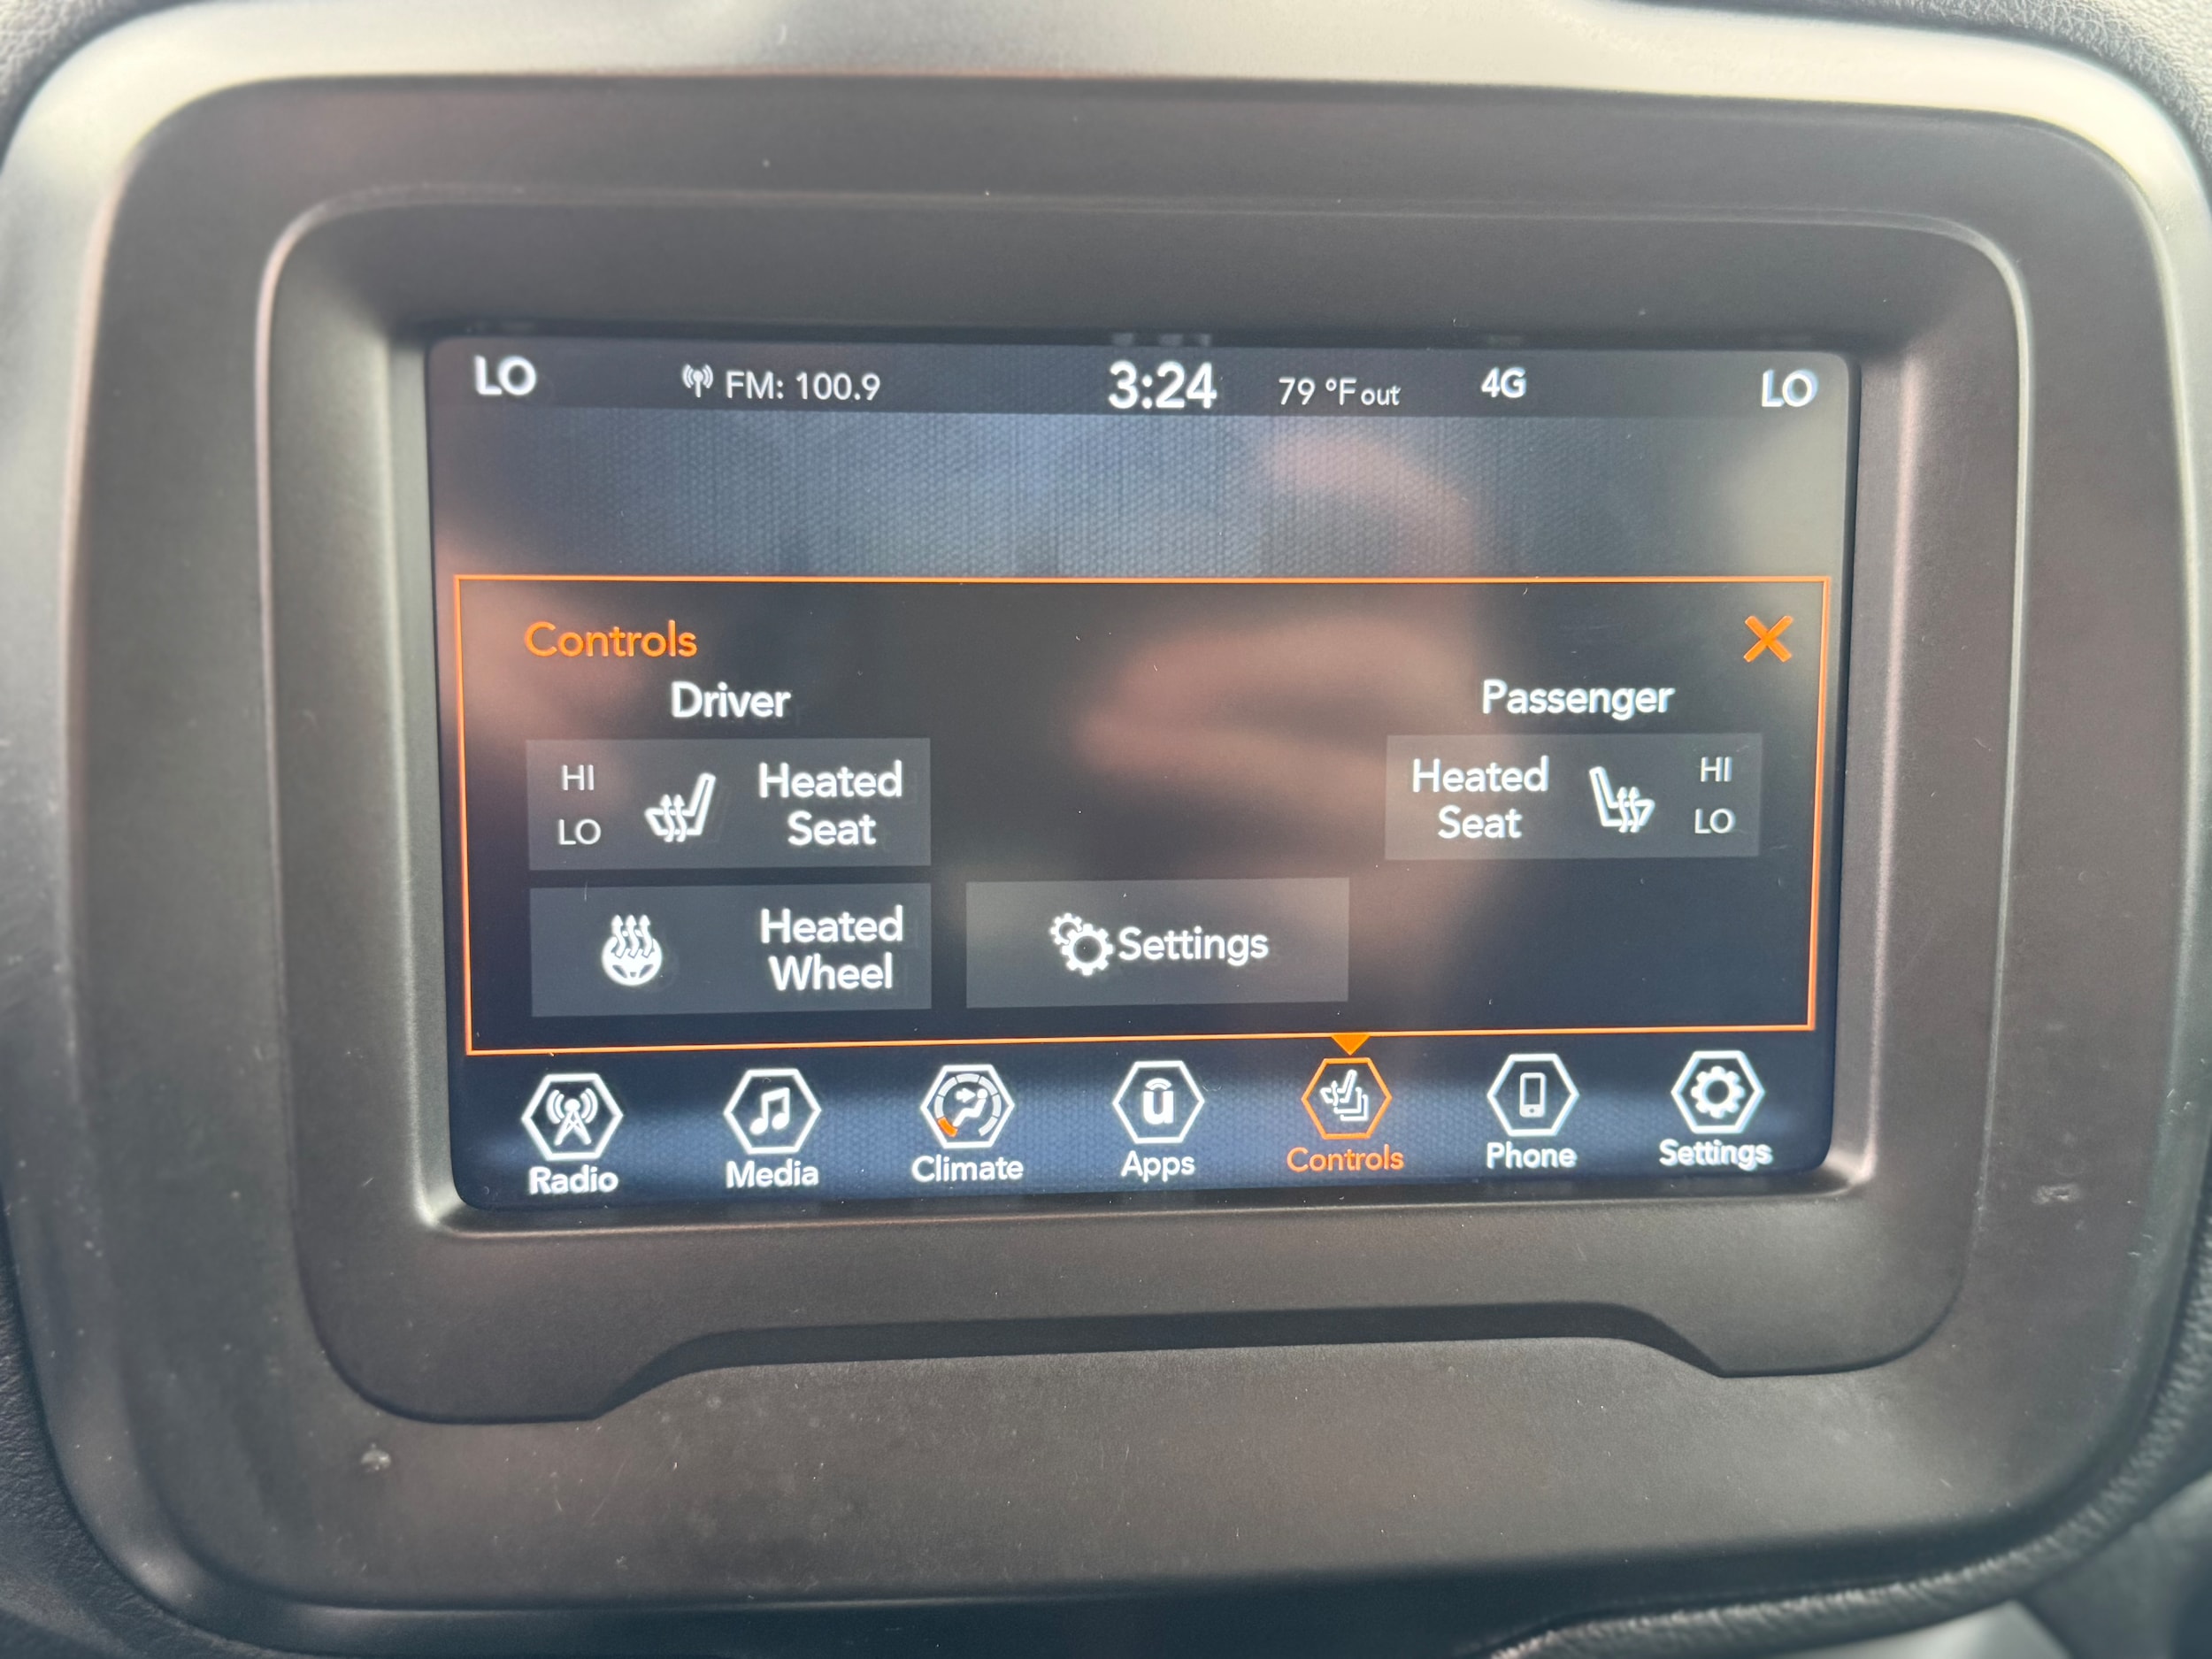 LO FM: 100.9 3:24 79 °F out 4G LO
Controls
Driver Passenger
HI Heated Heated HI
LO Seat Seat LO
Heated
Wheel
Settings
Radio Media Climate Apps Controls Phone Settings